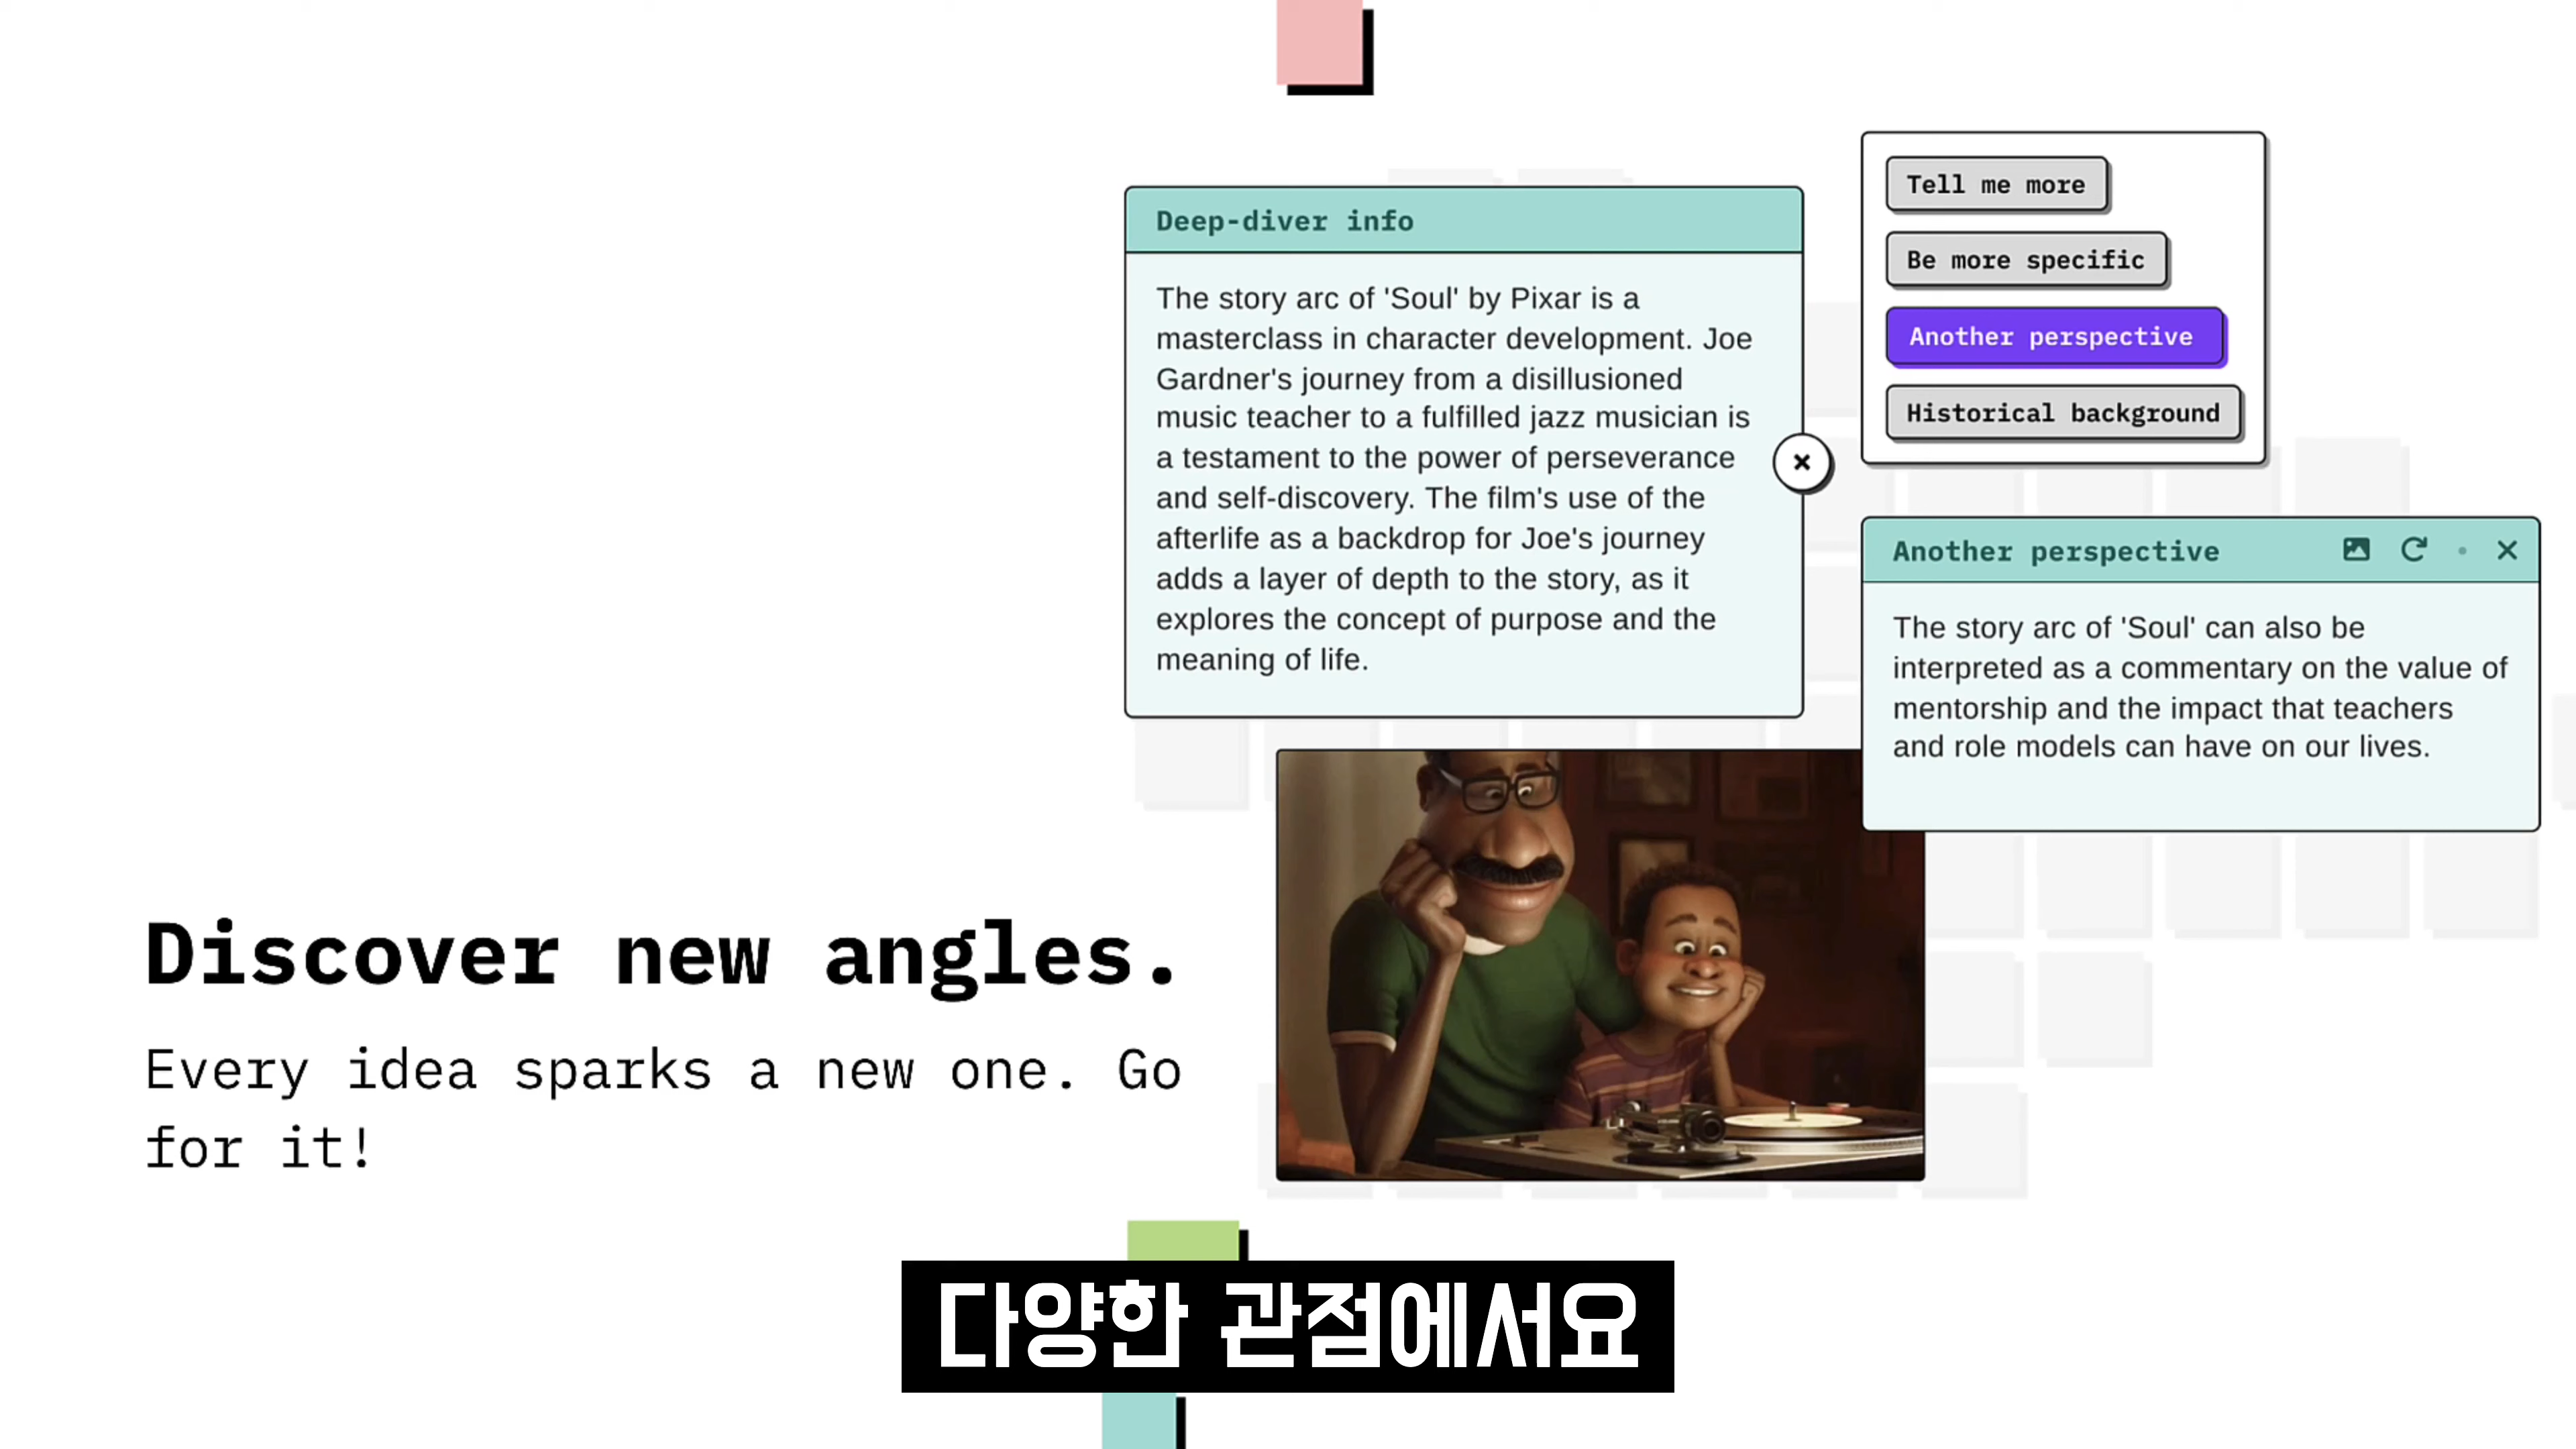 Deep-diver info
The story arc of 'Soul' by Pixar is a
masterclass in character development. Joe
Gardner's journey from a disillusioned
music teacher to a fulfilled jazz musician is
a testament to the power of perseverance
and self-discovery. The film's use of the
afterlife as a backdrop for Joe's journey
adds a layer of depth to the story, as it
explores the concept of purpose and the
meaning of life.
Tell me more
Be more specific
Another perspective
Historical background
Another perspective
The story arc of 'Soul' can also be
interpreted as a commentary on the value of
mentorship and the impact that teachers
and role models can have on our lives.
Discover new angles.
Every idea sparks a new one. Go
for it!
다양한 관점에서요